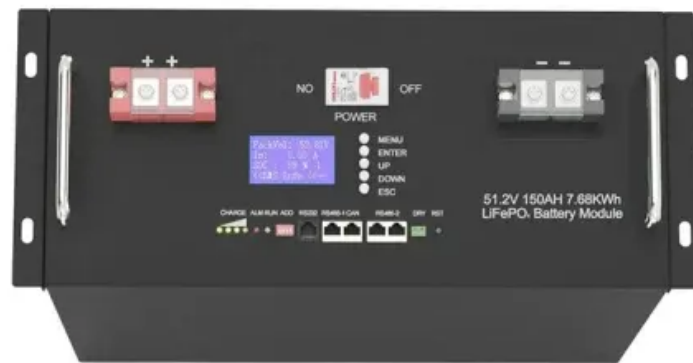 + +
- -
NO
OFF
POWER
MENU
ENTER
UP
DOWN
ESC
51.2V 150AH 7.68KWh
LiFePO₄ Battery Module
CHARGE ALM RUN ADD RS232 RS485-1 CAN RS485-2 DRY RST